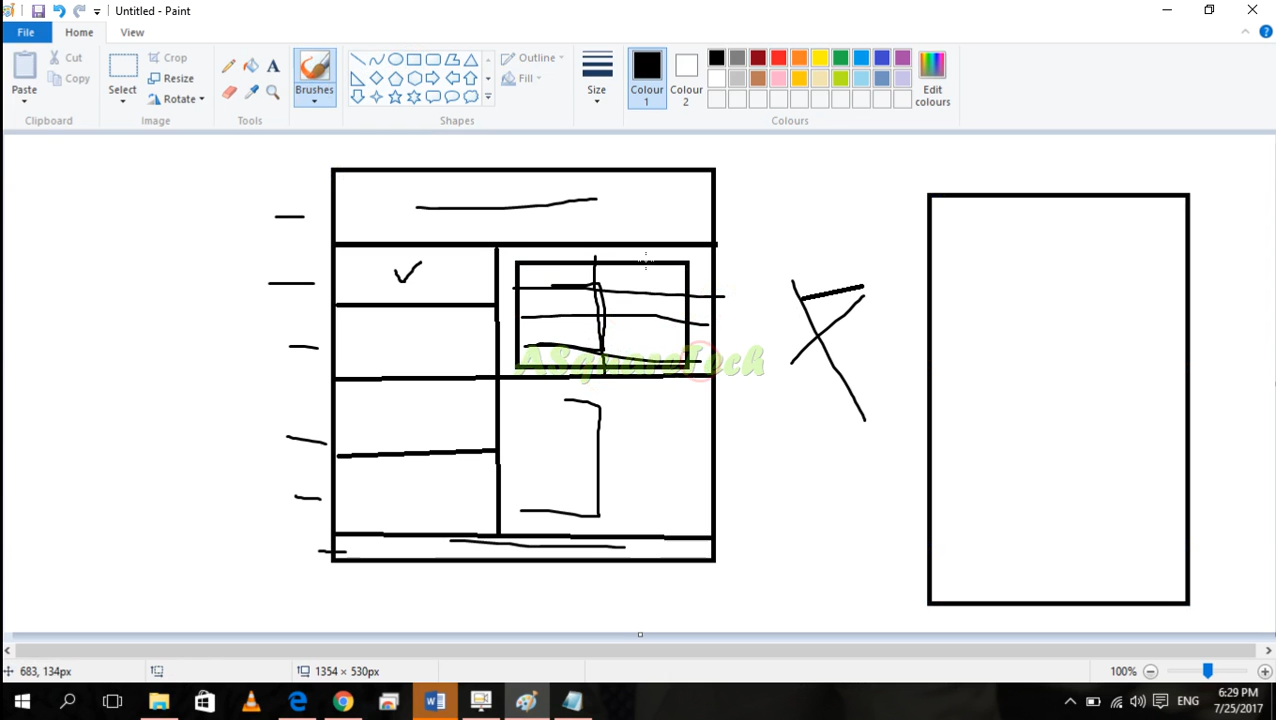 Untitled - Paint
File
Home
View
Paste
Cut
Copy
Clipboard
Select
Crop
Resize
Rotate
Image
A
Tools
Brushes
Outline
Fill
Shapes
Size
Colour 1
Colour 2
Edit colours
Colours
ASquareTech
683, 134px
1354 × 530px
100%
ENG
6:29 PM
7/25/2017